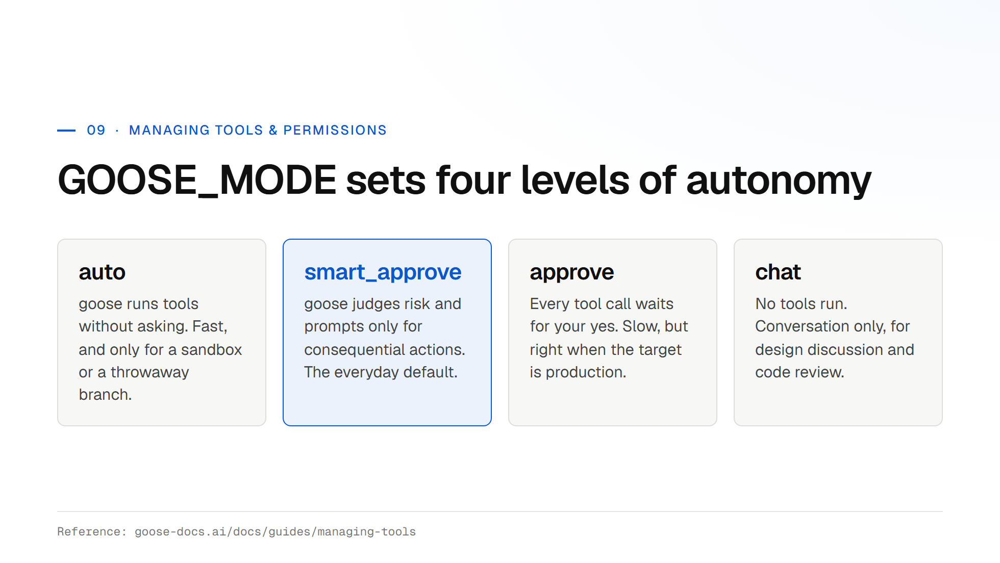 — 09 · MANAGING TOOLS & PERMISSIONS
GOOSE_MODE sets four levels of autonomy
auto
goose runs tools
without asking. Fast,
and only for a sandbox
or a throwaway
branch.
smart_approve
goose judges risk and
prompts only for
consequential actions.
The everyday default.
approve
Every tool call waits
for your yes. Slow, but
right when the target
is production.
chat
No tools run.
Conversation only, for
design discussion and
code review.
Reference: goose-docs.ai/docs/guides/managing-tools